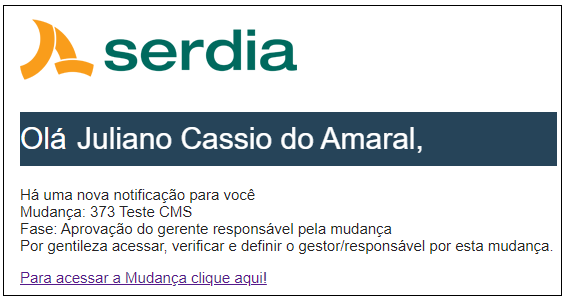 serdia
Olá Juliano Cassio do Amaral,
Há uma nova notificação para você
Mudança: 373 Teste CMS
Fase: Aprovação do gerente responsável pela mudança
Por gentileza acessar, verificar e definir o gestor/responsável por esta mudança.
Para acessar a Mudança clique aqui!